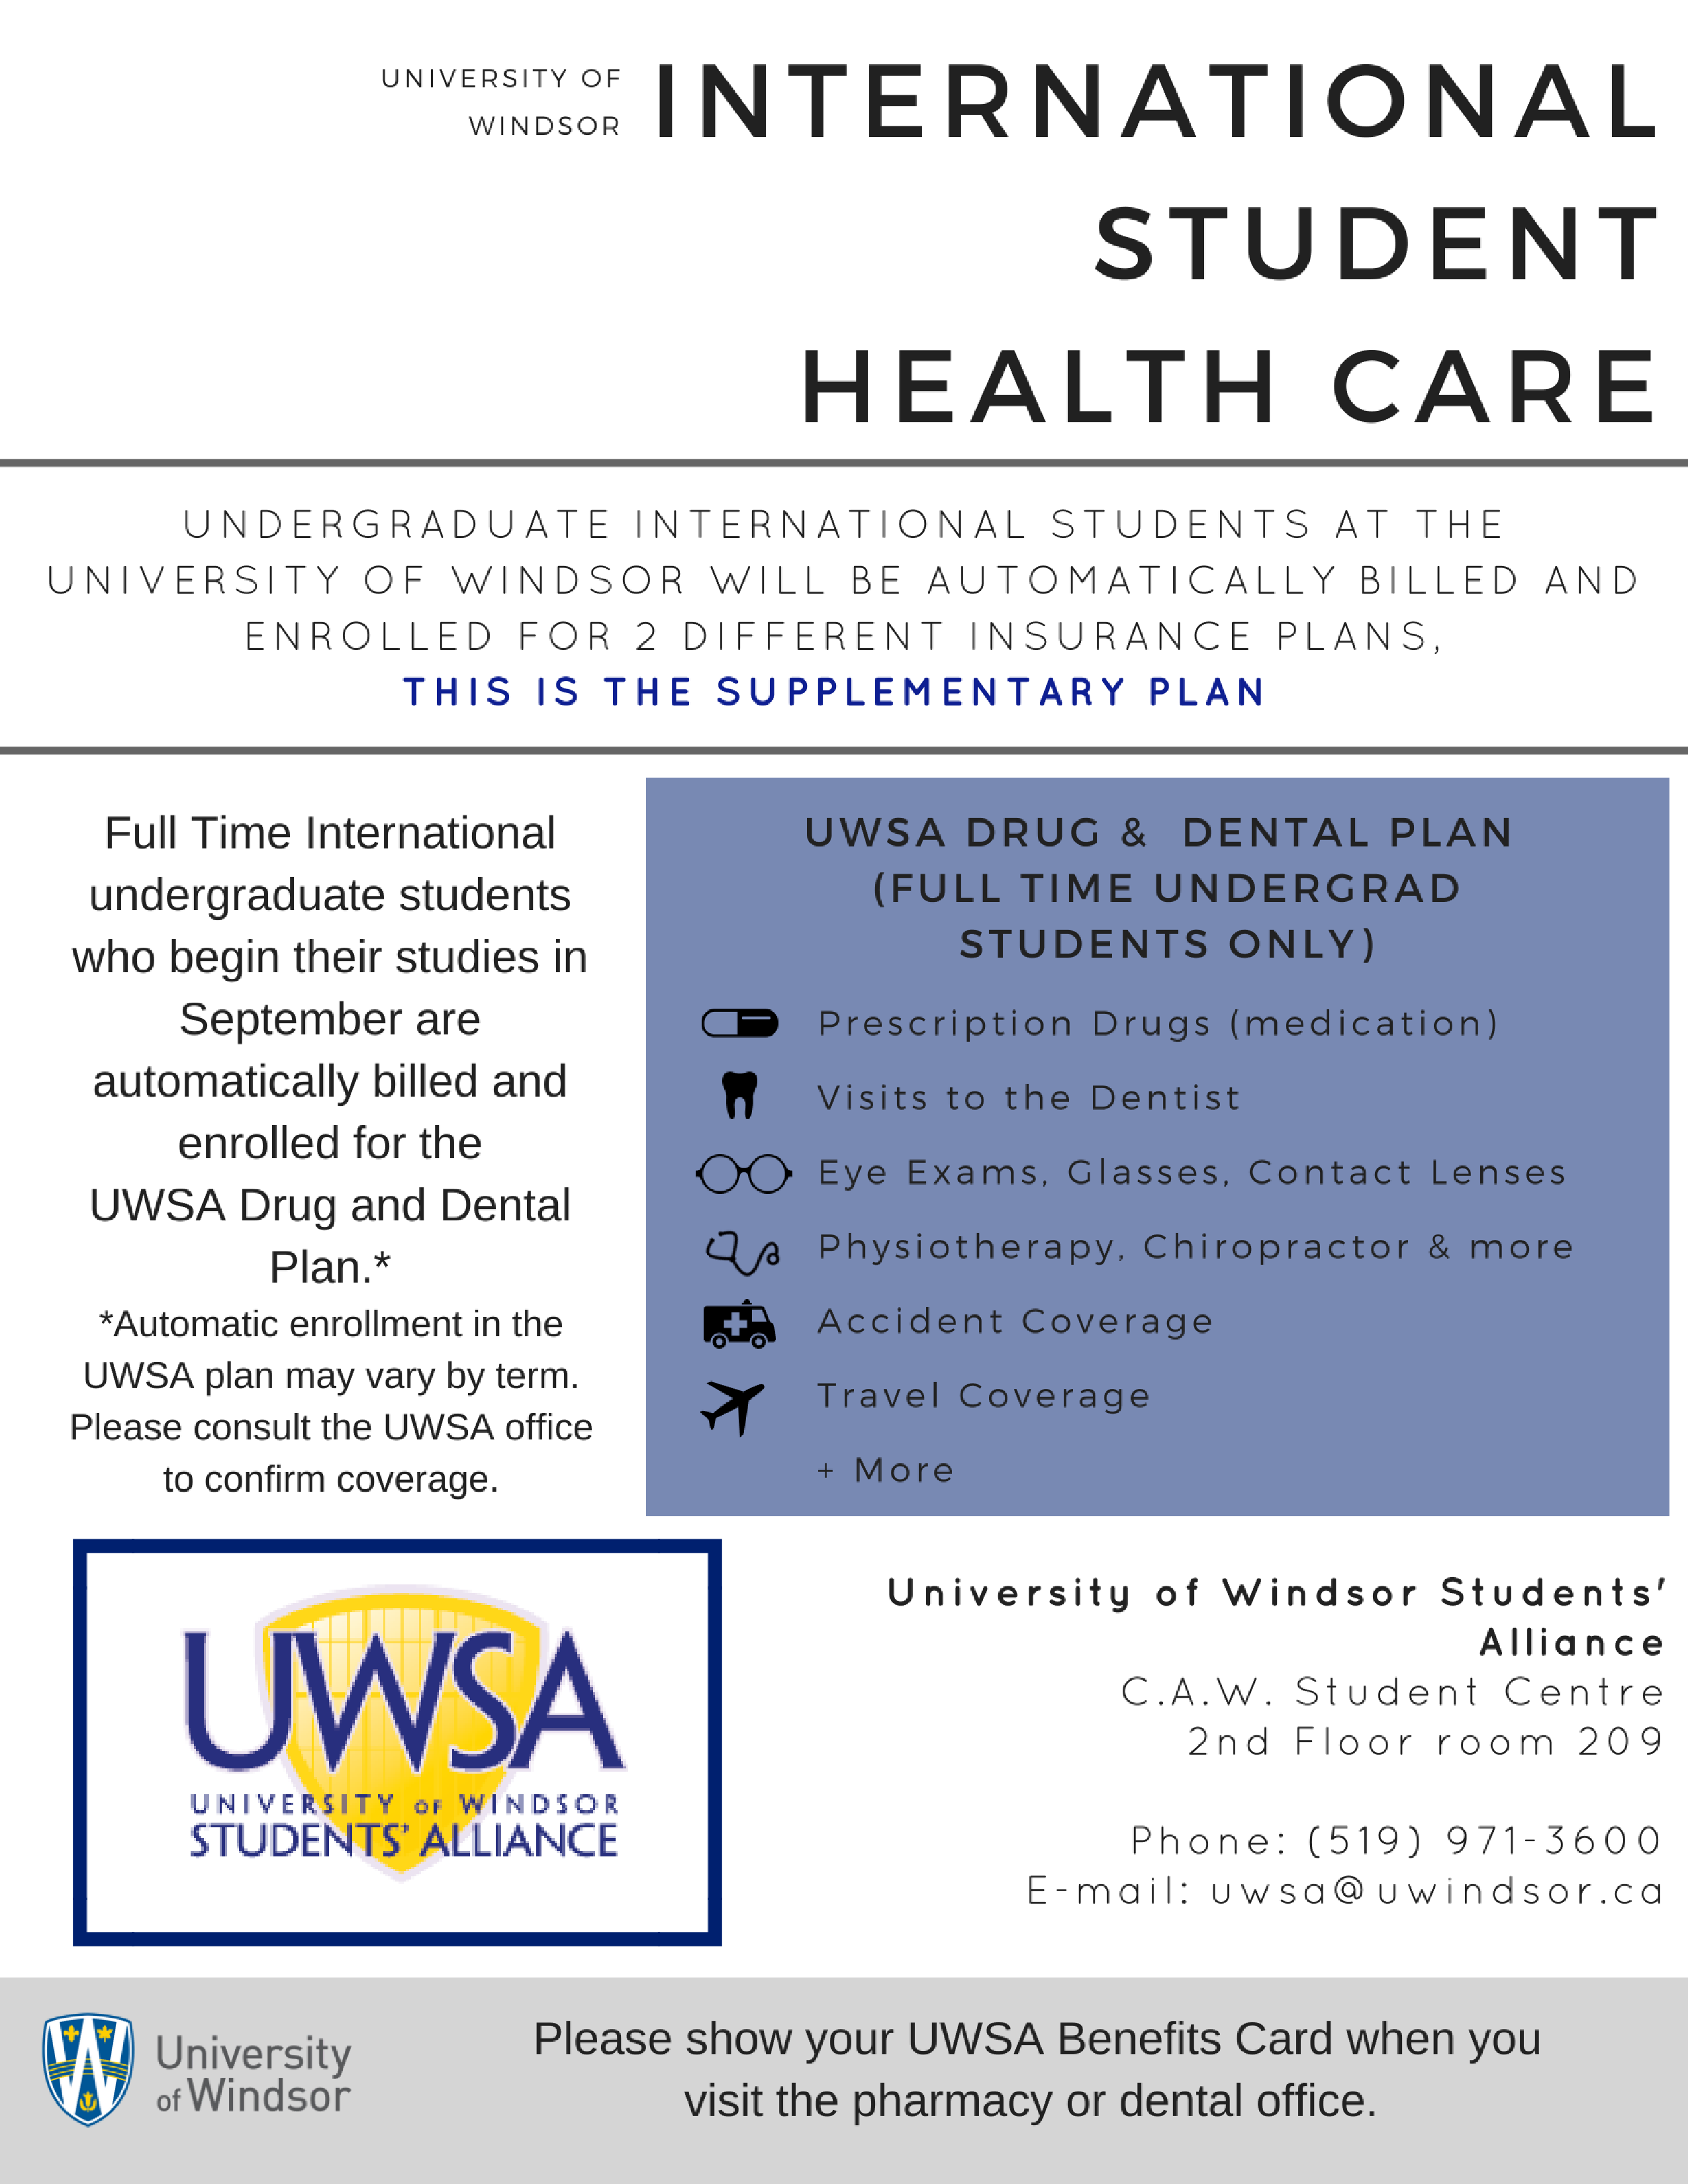 UNIVERSITY OF
WINDSOR
INTERNATIONAL
STUDENT
HEALTH CARE
UNDERGRADUATE INTERNATIONAL STUDENTS AT THE
UNIVERSITY OF WINDSOR WILL BE AUTOMATICALLY BILLED AND
ENROLLED FOR 2 DIFFERENT INSURANCE PLANS,
THIS IS THE SUPPLEMENTARY PLAN
Full Time International
undergraduate students
who begin their studies in
September are
automatically billed and
enrolled for the
UWSA Drug and Dental
Plan.*
*Automatic enrollment in the
UWSA plan may vary by term.
Please consult the UWSA office
to confirm coverage.
UWSA DRUG & DENTAL PLAN
(FULL TIME UNDERGRAD
STUDENTS ONLY)
Prescription Drugs (medication)
Visits to the Dentist
Eye Exams, Glasses, Contact Lenses
Physiotherapy, Chiropractor & more
Accident Coverage
Travel Coverage
+ More
UWSA
UNIVERSITY OF WINDSOR
STUDENTS' ALLIANCE
University of Windsor Students'
Alliance
C.A.W. Student Centre
2nd Floor room 209
Phone: (519) 971-3600
E-mail: uwsa@uwindsor.ca
University
of Windsor
Please show your UWSA Benefits Card when you
visit the pharmacy or dental office.